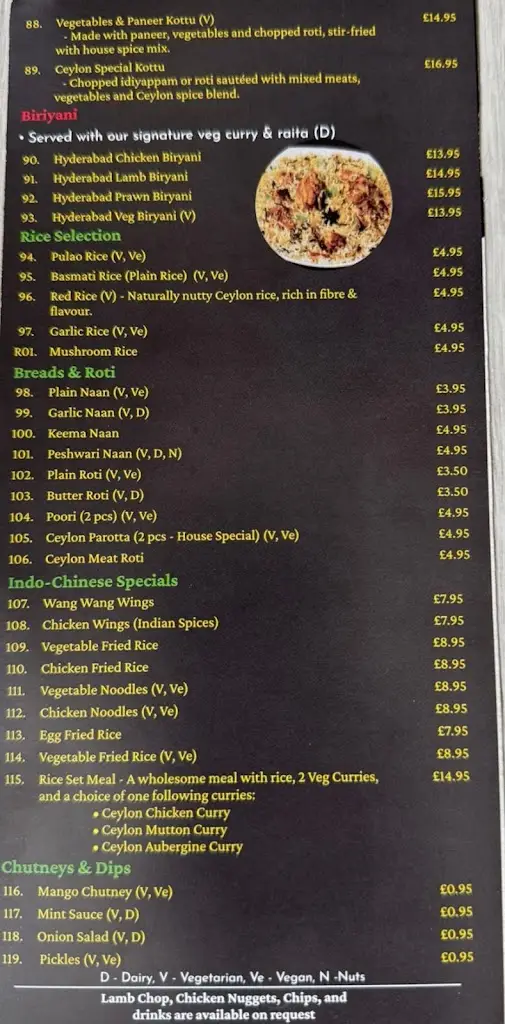 88. Vegetables & Paneer Kottu (V) £14.95
- Made with paneer, vegetables and chopped roti, stir-fried
with house spice mix.
89. Ceylon Special Kottu £16.95
- Chopped idiyappam or roti sautéed with mixed meats,
vegetables and Ceylon spice blend.
Biriyani
• Served with our signature veg curry & raita (D)
90. Hyderabad Chicken Biryani £13.95
91. Hyderabad Lamb Biryani £14.95
92. Hyderabad Prawn Biryani £15.95
93. Hyderabad Veg Biryani (V) £13.95
Rice Selection
94. Pulao Rice (V, Ve) £4.95
95. Basmati Rice (Plain Rice) (V, Ve) £4.95
96. Red Rice (V) - Naturally nutty Ceylon rice, rich in fibre & £4.95
flavour.
97. Garlic Rice (V, Ve) £4.95
R01. Mushroom Rice £4.95
Breads & Roti
98. Plain Naan (V, Ve) £3.95
99. Garlic Naan (V, D) £3.95
100. Keema Naan £4.95
101. Peshwari Naan (V, D, N) £4.95
102. Plain Roti (V, Ve) £3.50
103. Butter Roti (V, D) £3.50
104. Poori (2 pcs) (V, Ve) £4.95
105. Ceylon Parotta (2 pcs - House Special) (V, Ve) £4.95
106. Ceylon Meat Roti £4.95
Indo-Chinese Specials
107. Wang Wang Wings £7.95
108. Chicken Wings (Indian Spices) £7.95
109. Vegetable Fried Rice £8.95
110. Chicken Fried Rice £8.95
111. Vegetable Noodles (V, Ve) £8.95
112. Chicken Noodles (V, Ve) £8.95
113. Egg Fried Rice £7.95
114. Vegetable Fried Rice (V, Ve) £8.95
115. Rice Set Meal - A wholesome meal with rice, 2 Veg Curries, £14.95
and a choice of one following curries:
• Ceylon Chicken Curry
• Ceylon Mutton Curry
• Ceylon Aubergine Curry
Chutneys & Dips
116. Mango Chutney (V, Ve) £0.95
117. Mint Sauce (V, D) £0.95
118. Onion Salad (V, D) £0.95
119. Pickles (V, Ve) £0.95
D - Dairy, V - Vegetarian, Ve - Vegan, N -Nuts
Lamb Chop, Chicken Nuggets, Chips, and
drinks are available on request